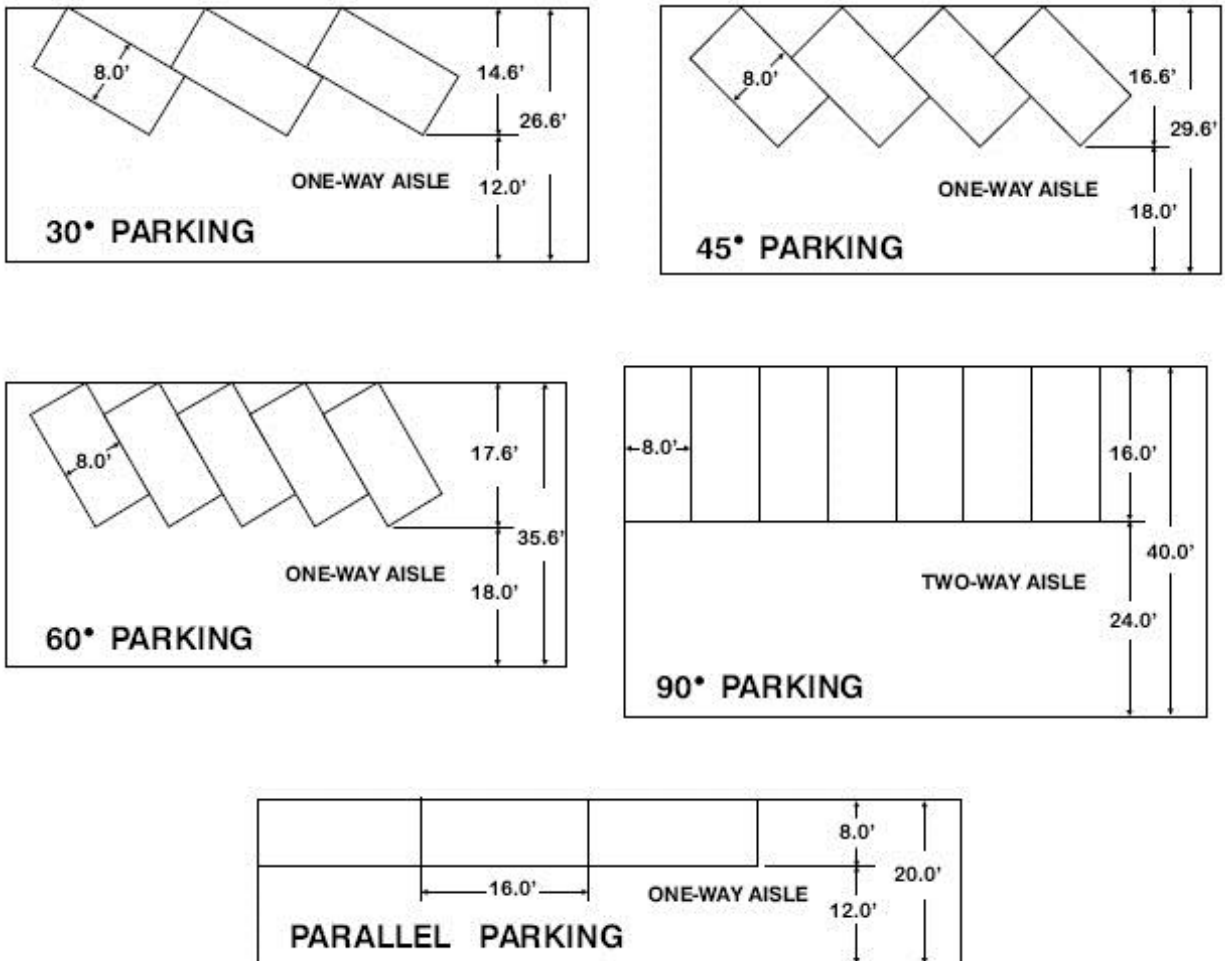 8.0’
14.6’
26.6’
ONE-WAY AISLE
12.0’
30° PARKING
8.0’
16.6’
29.6’
ONE-WAY AISLE
18.0’
45° PARKING
8.0’
17.6’
35.6’
ONE-WAY AISLE
18.0’
60° PARKING
8.0’
16.0’
40.0’
TWO-WAY AISLE
24.0’
90° PARKING
8.0’
20.0’
16.0’
ONE-WAY AISLE
12.0’
PARALLEL PARKING